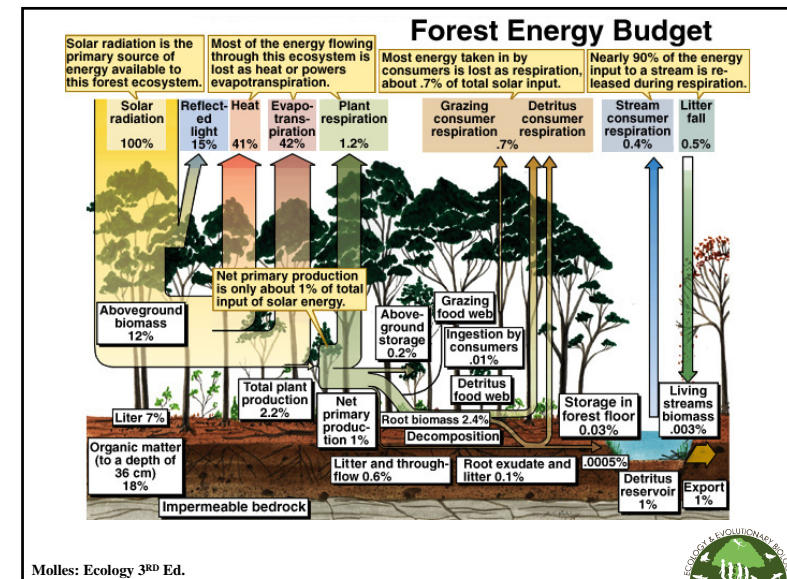 Forest Energy Budget
Solar radiation is the
primary source of
energy available to
this forest ecosystem.
Most of the energy flowing
through this ecosystem is
lost as heat or powers
evapotranspiration.
Most energy taken in by
consumers is lost as respiration,
about .7% of total solar input.
Nearly 90% of the energy
input to a stream is re-
leased during respiration.
Solar
radiation
100%
Reflect-
ed
light
15%
Heat
41%
Evapo-
trans-
piration
42%
Plant
respiration
1.2%
Grazing
consumer
respiration
Detritus
consumer
respiration
.7%
Stream
consumer
respiration
0.4%
Litter
fall
0.5%
Net primary production
is only about 1% of total
input of solar energy.
Aboveground
biomass
12%
Above-
ground
storage
0.2%
Grazing
food web
Ingestion by
consumers
.01%
Detritus
food web
Total plant
production
2.2%
Net
primary
produc-
tion 1%
Root biomass 2.4%
Decomposition
Storage in
forest floor
0.03%
Living
streams
biomass
.003%
Liter 7%
Organic matter
(to a depth of
36 cm)
18%
Litter and through-
flow 0.6%
Root exudate and
litter 0.1%
.0005%
Detritus
reservoir
1%
Export
1%
Impermeable bedrock
Molles: Ecology 3RD Ed.
ECOLOGY & EVOLUTIONARY